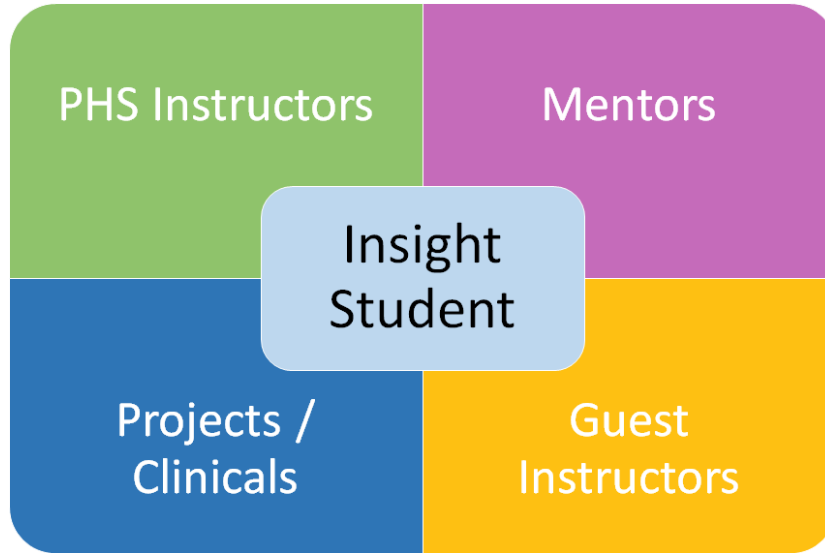 PHS Instructors
Mentors
Insight
Student
Projects /
Clinicals
Guest
Instructors